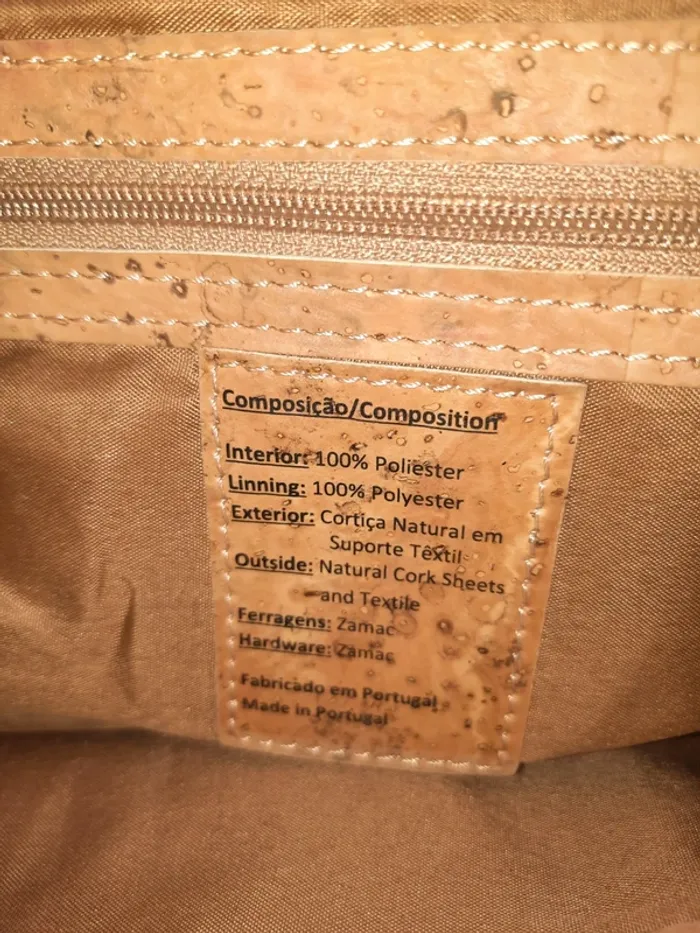 Composição/Composition
Interior: 100% Poliester
Linning: 100% Polyester
Exterior: Cortiça Natural em
Suporte Têxtil
Outside: Natural Cork Sheets
and Textile
Ferragens: Zamac
Hardware: Zamac
Fabricado em Portugal
Made in Portugal